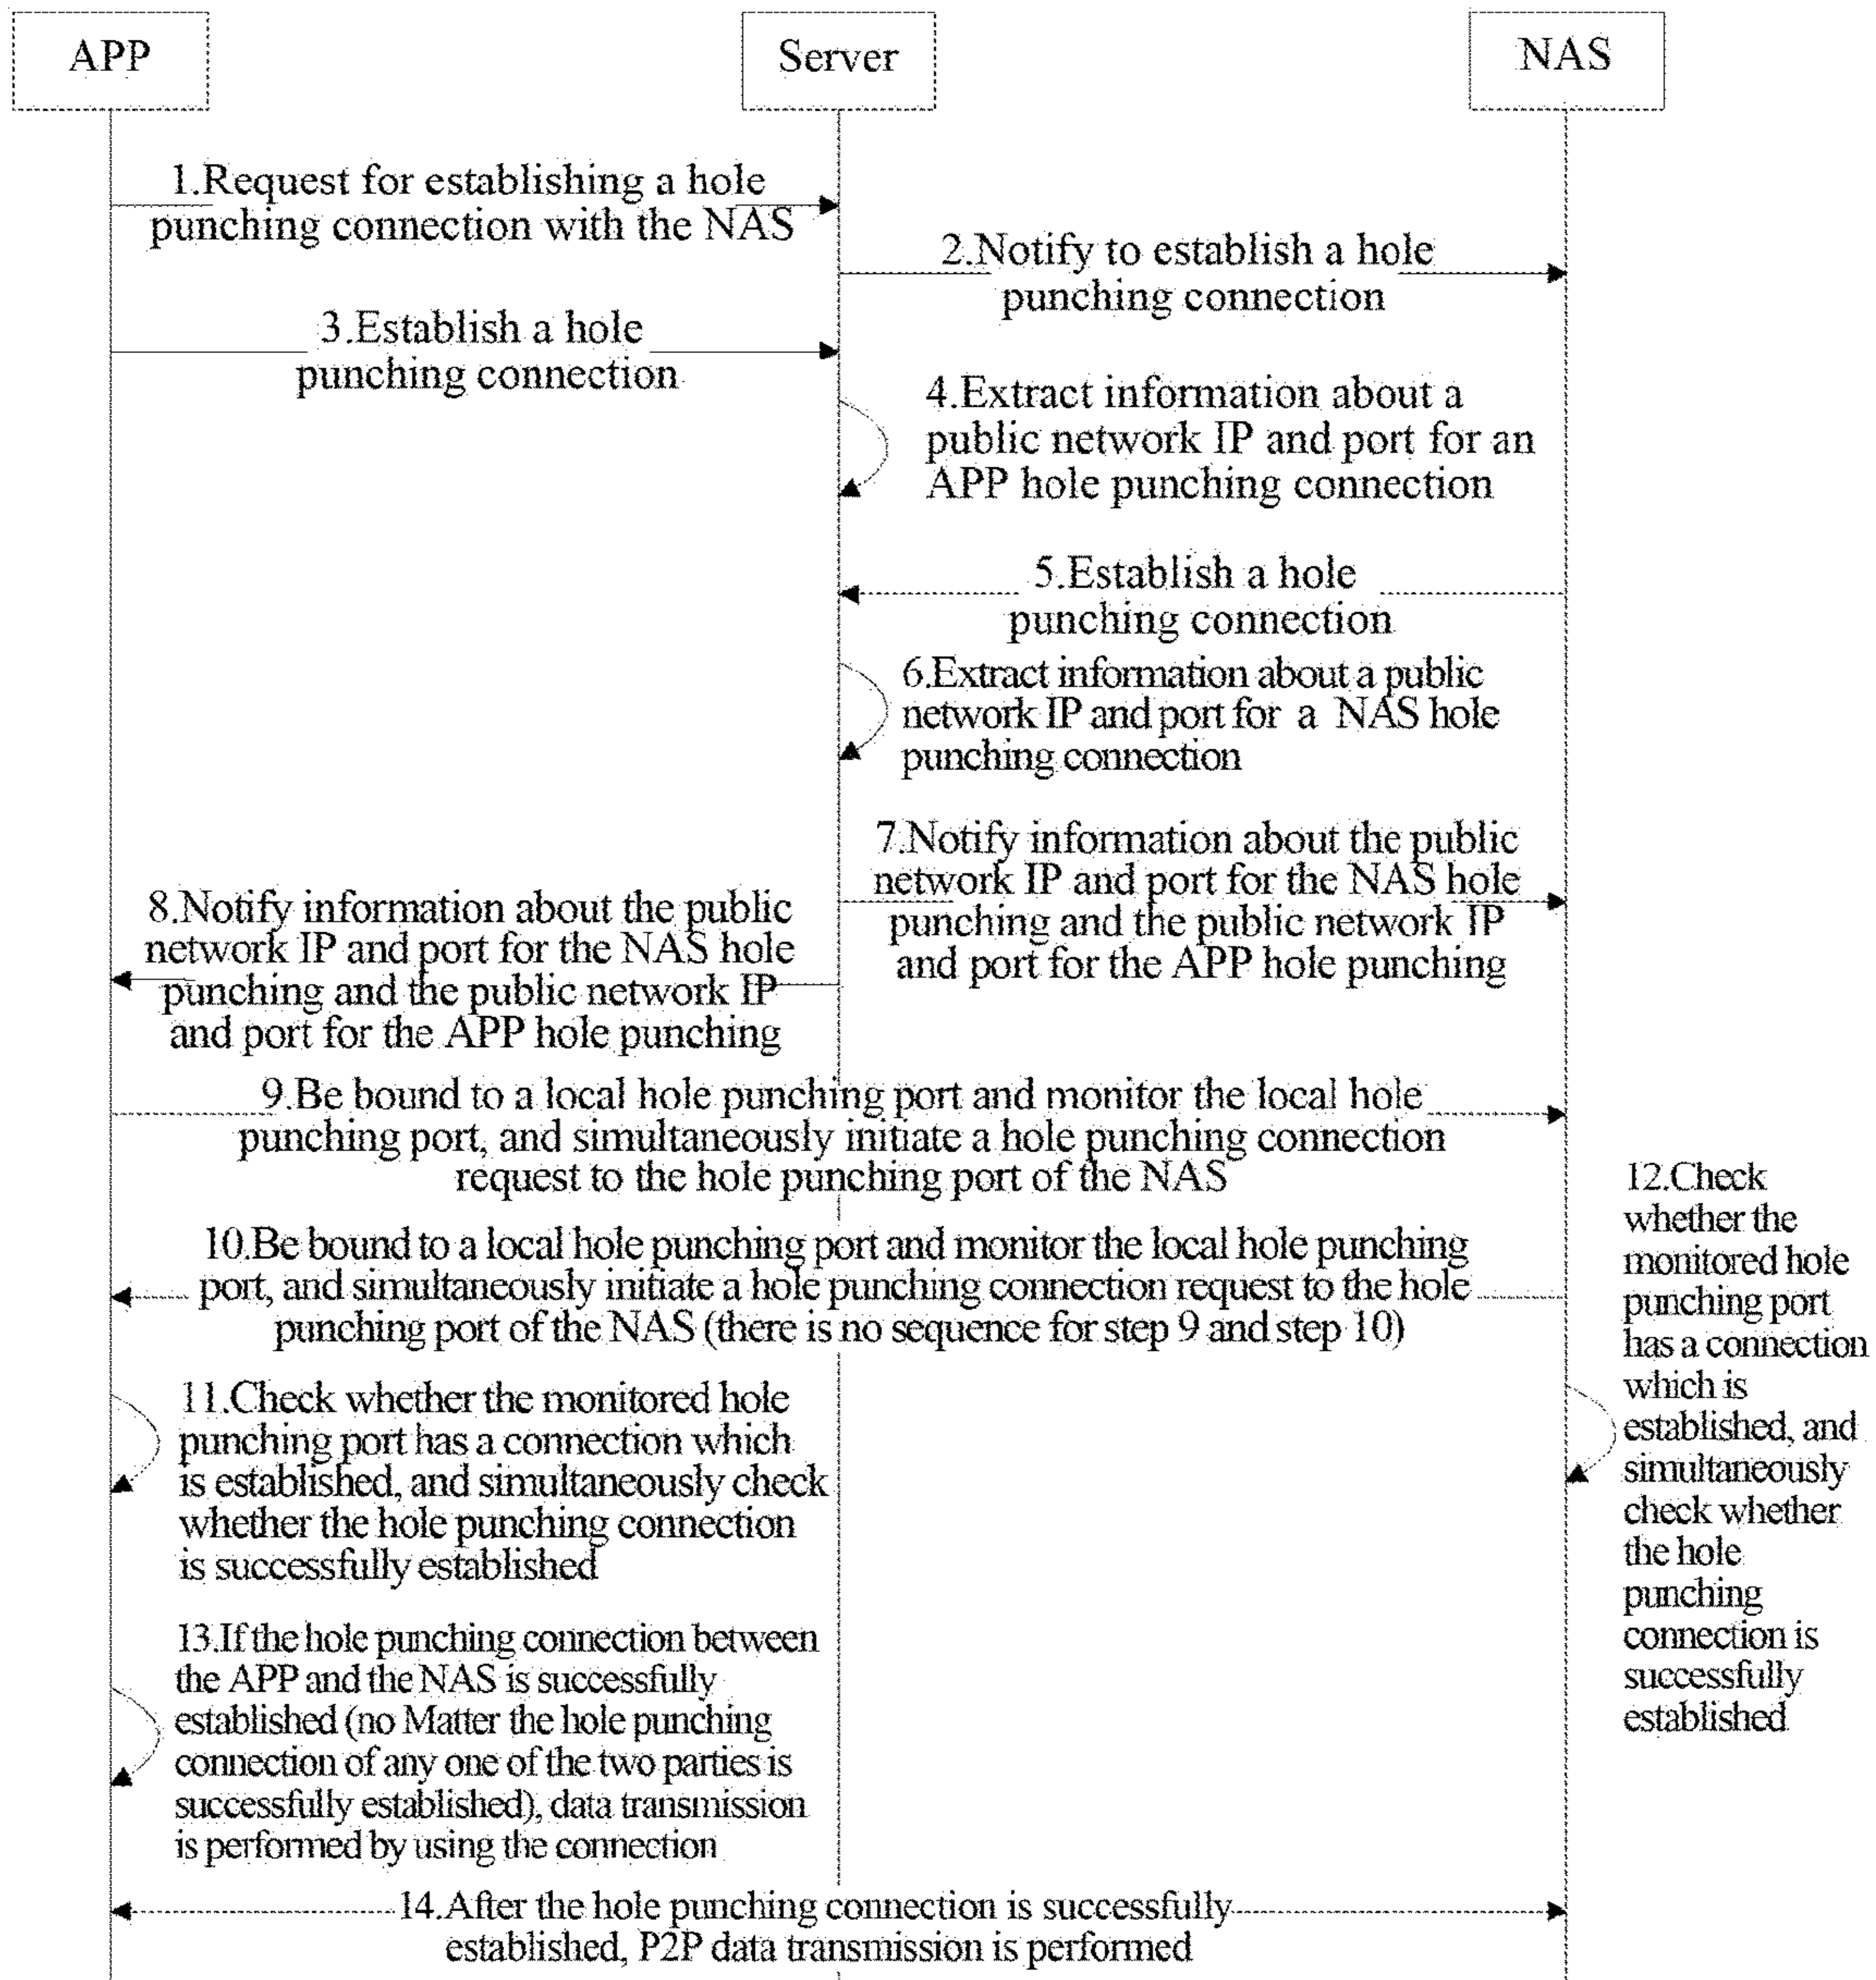 APP
Server
NAS
1.Request for establishing a hole
punching connection with the NAS
2.Notify to establish a hole
punching connection
3.Establish a hole
punching connection
4.Extract information about a
public network IP and port for an
APP hole punching connection
5.Establish a hole
punching connection
6.Extract information about a public
network IP and port for a NAS hole
punching connection
7.Notify information about the public
network IP and port for the NAS hole
punching and the public network IP
and port for the APP hole punching
8.Notify information about the public
network IP and port for the NAS hole
punching and the public network IP
and port for the APP hole punching
9.Be bound to a local hole punching port and monitor the local hole
punching port, and simultaneously initiate a hole punching connection
request to the hole punching port of the NAS
10.Be bound to a local hole punching port and monitor the local hole punching
port, and simultaneously initiate a hole punching connection request to the hole
punching port of the NAS (there is no sequence for step 9 and step 10)
11.Check whether the monitored hole
punching port has a connection which
is established, and simultaneously check
whether the hole punching connection
is successfully established
12.Check
whether the
monitored hole
punching port
has a connection
which is
established, and
simultaneously
check whether
the hole
punching
connection is
successfully
established
13.If the hole punching connection between
the APP and the NAS is successfully
established (no Matter the hole punching
connection of any one of the two parties is
successfully established), data transmission
is performed by using the connection
14.After the hole punching connection is successfully
established, P2P data transmission is performed